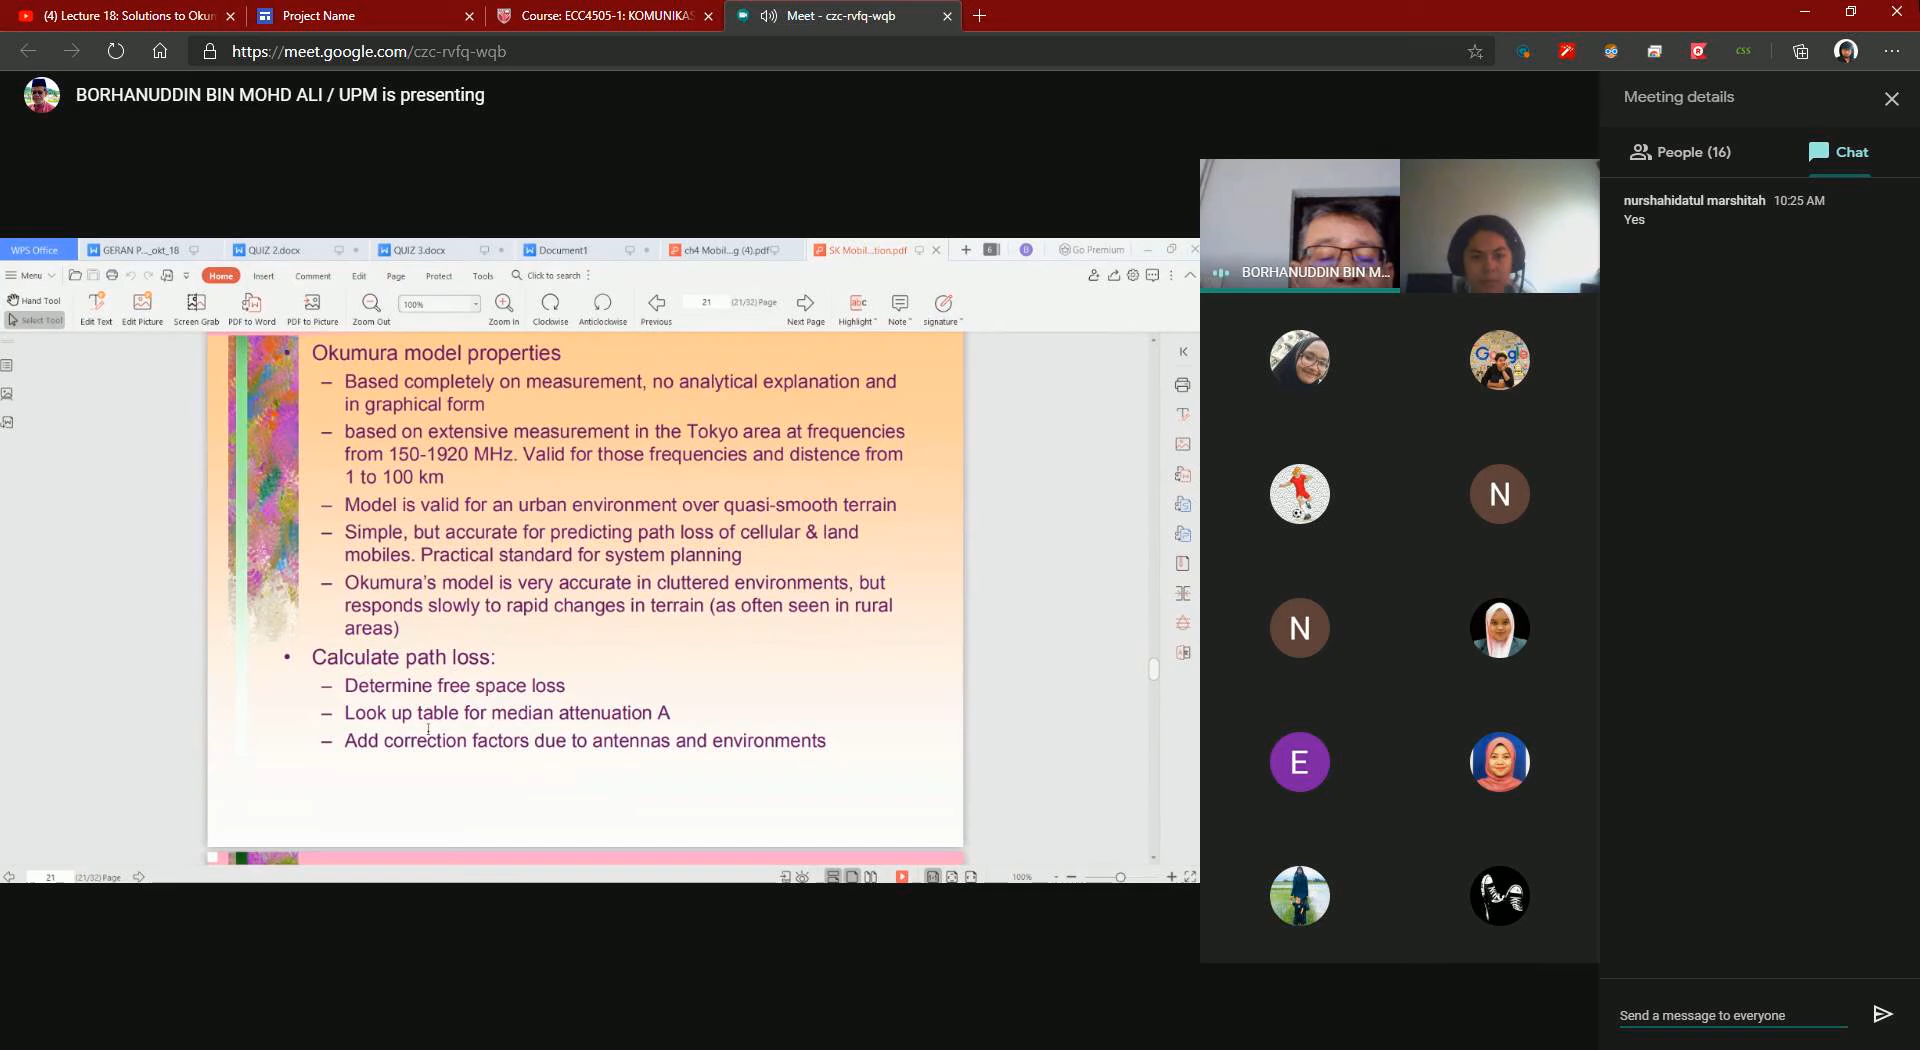 (4) Lecture 18: Solutions to Okun
Project Name
Course: ECC4505-1: KOMUNIKAS
Meet - czc-rvfq-wqb
https://meet.google.com/czc-rvfq-wqb
CSS
BORHANUDDIN BIN MOHD ALI / UPM is presenting
Meeting details
People (16)
Chat
nurshahidatul marshitah 10:25 AM
Yes
BORHANUDDIN BIN M...
WPS Office
GERAN P..._okt_18
QUIZ 2.docx
QUIZ 3.docx
Document1
ch4 Mobil...g (4).pdf
SK Mobil...tion.pdf
6
B
Go Premium
Menu
Home
Insert
Comment
Edit
Page
Protect
Tools
Click to search
Hand Tool
Select Tool
Edit Text
Edit Picture
Screen Grab
PDF to Word
PDF to Picture
Zoom Out
100%
Zoom In
Clockwise
Anticlockwise
Previous
21
(21/32)Page
Next Page
Highlight
Note
signature
• Okumura model properties
– Based completely on measurement, no analytical explanation and
in graphical form
– based on extensive measurement in the Tokyo area at frequencies
from 150-1920 MHz. Valid for those frequencies and distence from
1 to 100 km
– Model is valid for an urban environment over quasi-smooth terrain
– Simple, but accurate for predicting path loss of cellular & land
mobiles. Practical standard for system planning
– Okumura's model is very accurate in cluttered environments, but
responds slowly to rapid changes in terrain (as often seen in rural
areas)
• Calculate path loss:
– Determine free space loss
– Look up table for median attenuation A
– Add correction factors due to antennas and environments
21
(21/32)Page
100%
Google
N
N
E
Send a message to everyone